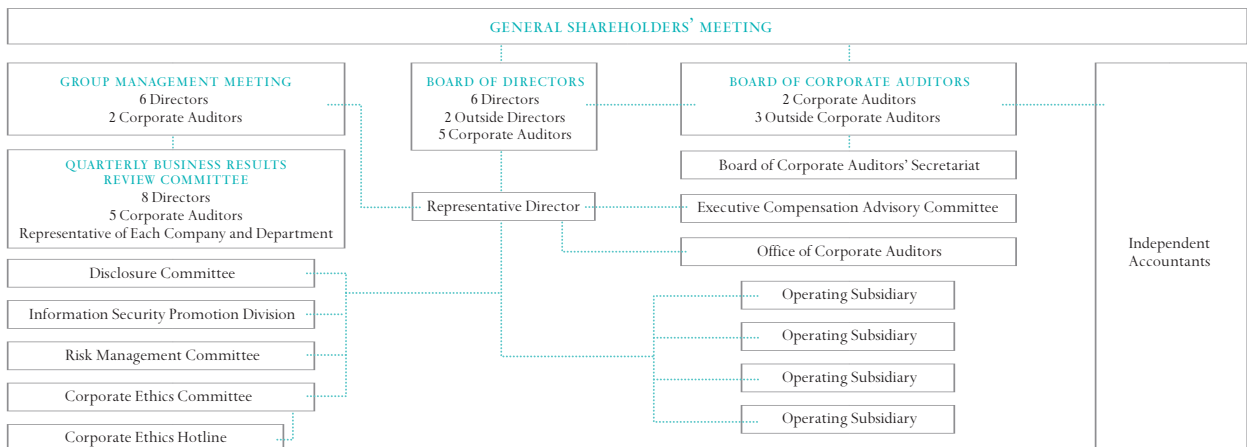 GENERAL SHAREHOLDERS' MEETING
GROUP MANAGEMENT MEETING
6 Directors
2 Corporate Auditors
BOARD OF DIRECTORS
6 Directors
2 Outside Directors
5 Corporate Auditors
BOARD OF CORPORATE AUDITORS
2 Corporate Auditors
3 Outside Corporate Auditors
QUARTERLY BUSINESS RESULTS
REVIEW COMMITTEE
8 Directors
5 Corporate Auditors
Representative of Each Company and Department
Board of Corporate Auditors' Secretariat
Representative Director
Executive Compensation Advisory Committee
Office of Corporate Auditors
Independent
Accountants
Disclosure Committee
Information Security Promotion Division
Risk Management Committee
Corporate Ethics Committee
Corporate Ethics Hotline
Operating Subsidiary
Operating Subsidiary
Operating Subsidiary
Operating Subsidiary